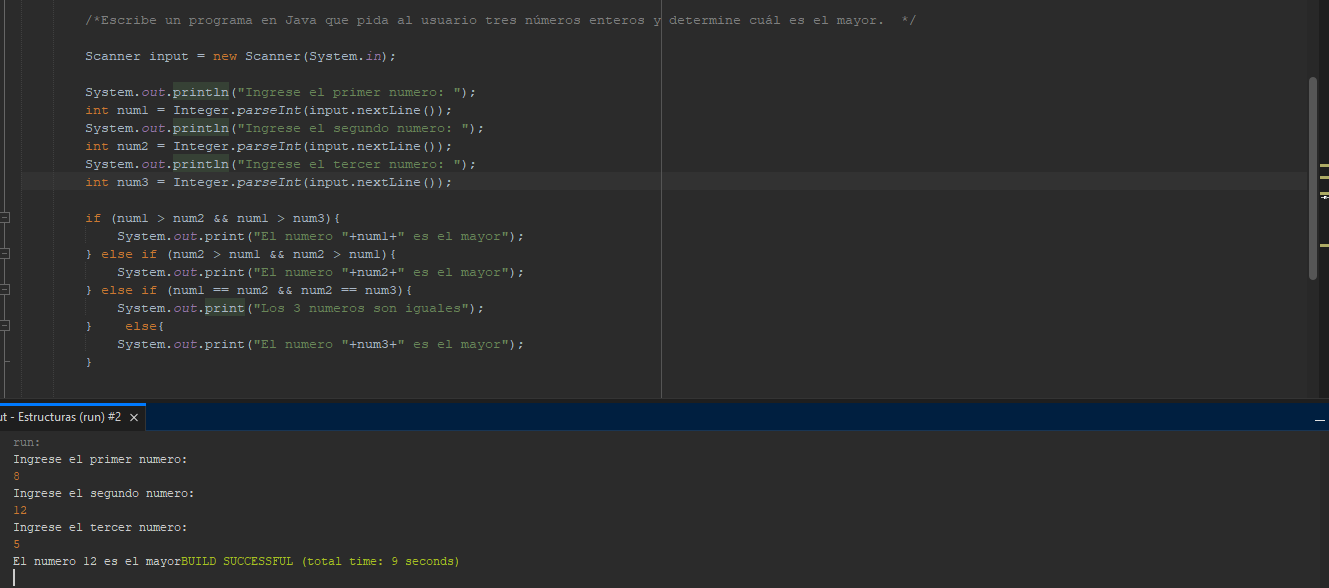 /*Escribe un programa en Java que pida al usuario tres números enteros y determine cuál es el mayor.  */
Scanner input = new Scanner(System.in);
System.out.println("Ingrese el primer numero: ");
int num1 = Integer.parseInt(input.nextLine());
System.out.println("Ingrese el segundo numero: ");
int num2 = Integer.parseInt(input.nextLine());
System.out.println("Ingrese el tercer numero: ");
int num3 = Integer.parseInt(input.nextLine());
if (num1 > num2 && num1 > num3){
System.out.print("El numero "+num1+" es el mayor");
} else if (num2 > num1 && num2 > num1){
System.out.print("El numero "+num2+" es el mayor");
} else if (num1 == num2 && num2 == num3){
System.out.print("Los 3 numeros son iguales");
}    else{
System.out.print("El numero "+num3+" es el mayor");
}
ut - Estructuras (run) #2 ×
run:
Ingrese el primer numero:
8
Ingrese el segundo numero:
12
Ingrese el tercer numero:
5
El numero 12 es el mayorBUILD SUCCESSFUL (total time: 9 seconds)